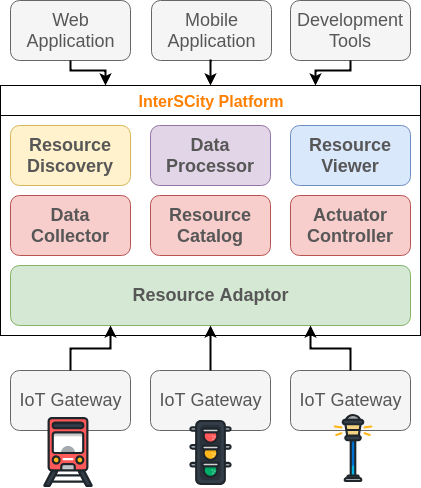 Web
Application
Mobile
Application
Development
Tools
InterSCity Platform
Resource
Discovery
Data
Processor
Resource
Viewer
Data
Collector
Resource
Catalog
Actuator
Controller
Resource Adaptor
IoT Gateway
IoT Gateway
IoT Gateway